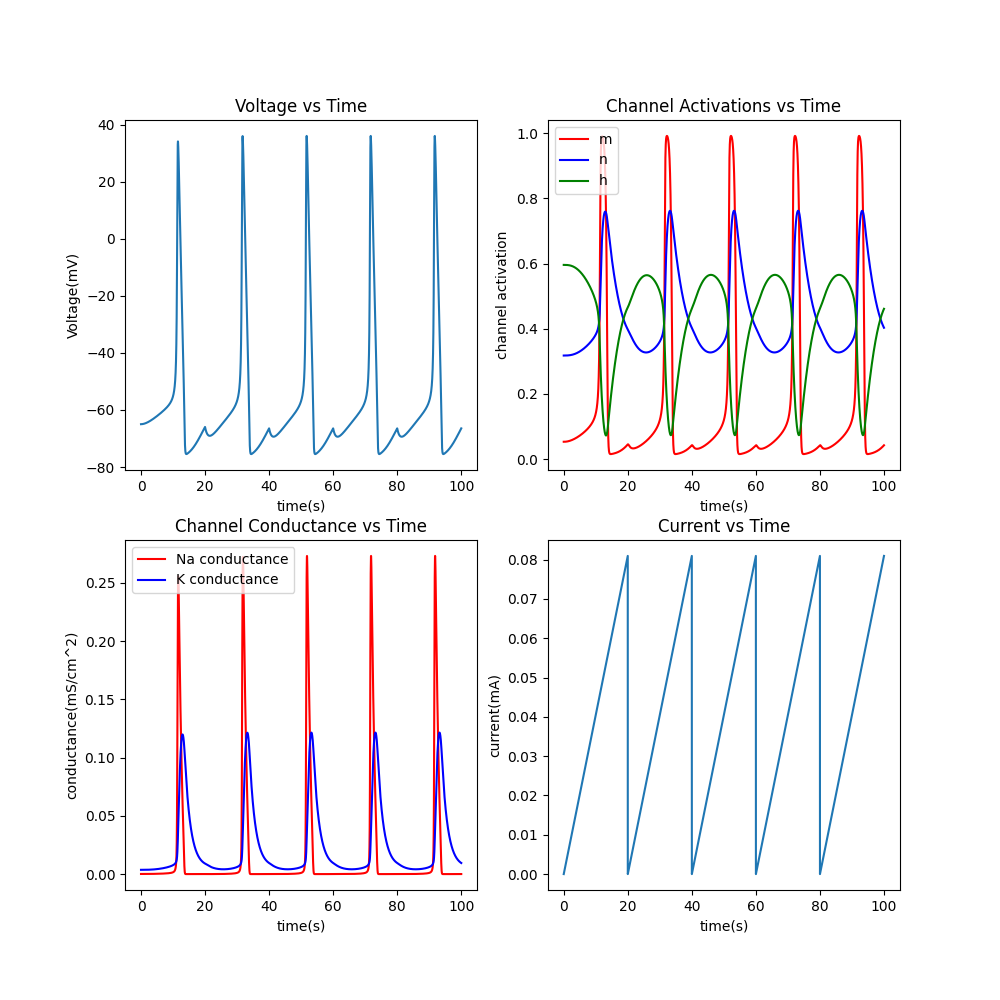 Voltage vs Time
40
20
0
−20
−40
−60
−80
Voltage(mV)
0 20 40 60 80 100
time(s)
Channel Activations vs Time
1.0
0.8
0.6
0.4
0.2
0.0
channel activation
m
n
h
0 20 40 60 80 100
time(s)
Channel Conductance vs Time
0.25
0.20
0.15
0.10
0.05
0.00
conductance(mS/cm^2)
Na conductance
K conductance
0 20 40 60 80 100
time(s)
Current vs Time
0.08
0.07
0.06
0.05
0.04
0.03
0.02
0.01
0.00
current(mA)
0 20 40 60 80 100
time(s)